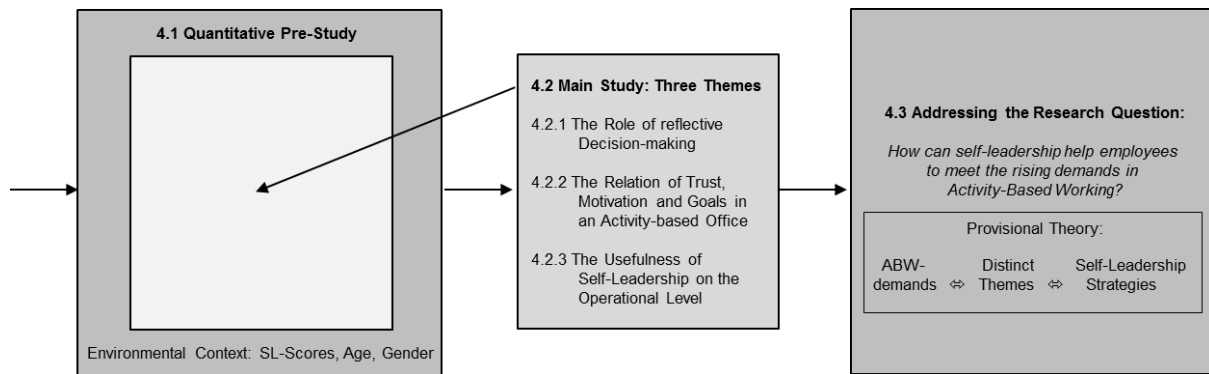 4.1 Quantitative Pre-Study
Environmental Context: SL-Scores, Age, Gender
4.2 Main Study: Three Themes
4.2.1 The Role of reflective
Decision-making
4.2.2 The Relation of Trust,
Motivation and Goals in
an Activity-based Office
4.2.3 The Usefulness of
Self-Leadership on the
Operational Level
4.3 Addressing the Research Question:
How can self-leadership help employees
to meet the rising demands in
Activity-Based Working?
Provisional Theory:
ABW- Distinct Self-Leadership
demands ⇔ Themes ⇔ Strategies